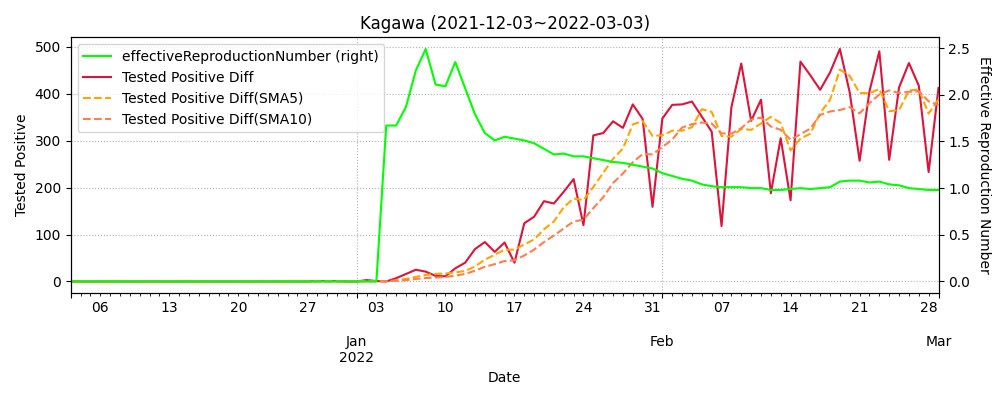 Kagawa (2021-12-03~2022-03-03)
effectiveReproductionNumber (right)
Tested Positive Diff
Tested Positive Diff(SMA5)
Tested Positive Diff(SMA10)
Tested Positive
500
400
300
200
100
0
Effective Reproduction Number
2.5
2.0
1.5
1.0
0.5
0.0
06 13 20 27 03 10 17 24 31 07 14 21 28
Jan Feb Mar
2022
Date